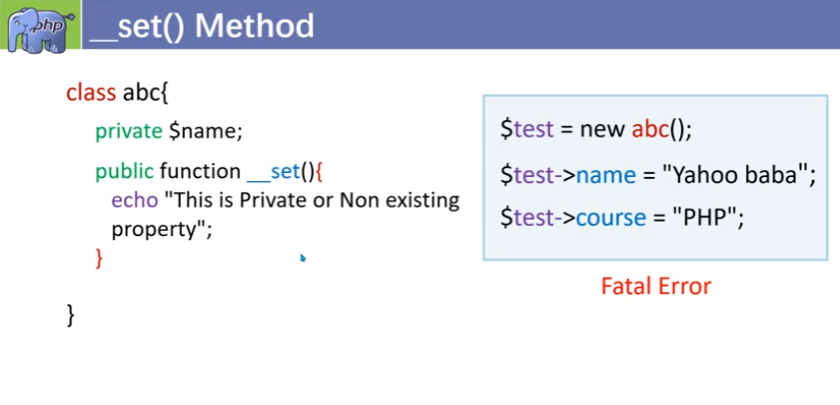 php
__set() Method
class abc{
private $name;
public function __set(){
echo "This is Private or Non existing
property";
}
}
$test = new abc();
$test->name = "Yahoo baba";
$test->course = "PHP";
Fatal Error